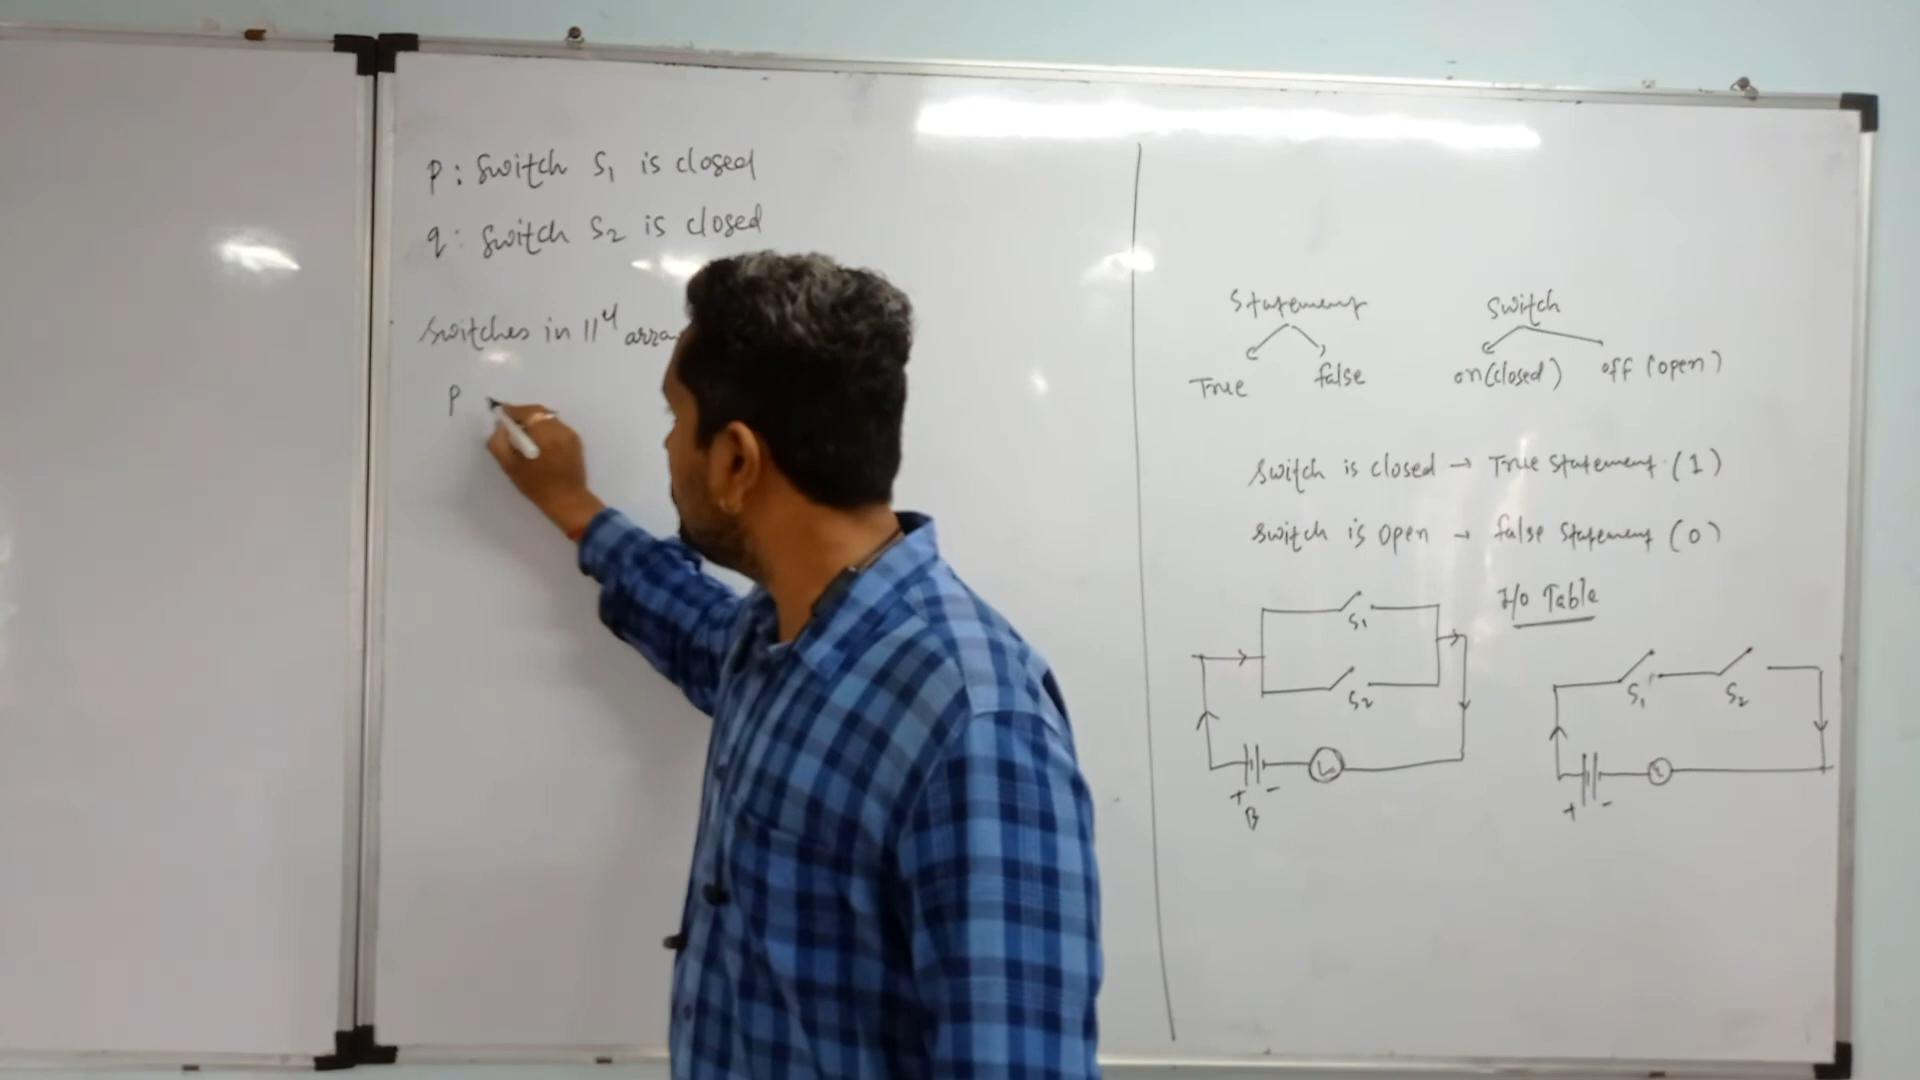 p : Switch S₁ is closed
q : Switch S₂ is closed
Switches in 11ˡʸ
p
Statement
True
false
Switch
on (closed)
off (open)
Switch is closed → True Statement (1)
Switch is open → false Statement (0)
I/O Table
S₁
S₂
L
+ -
B
S₁
S₂
+ -